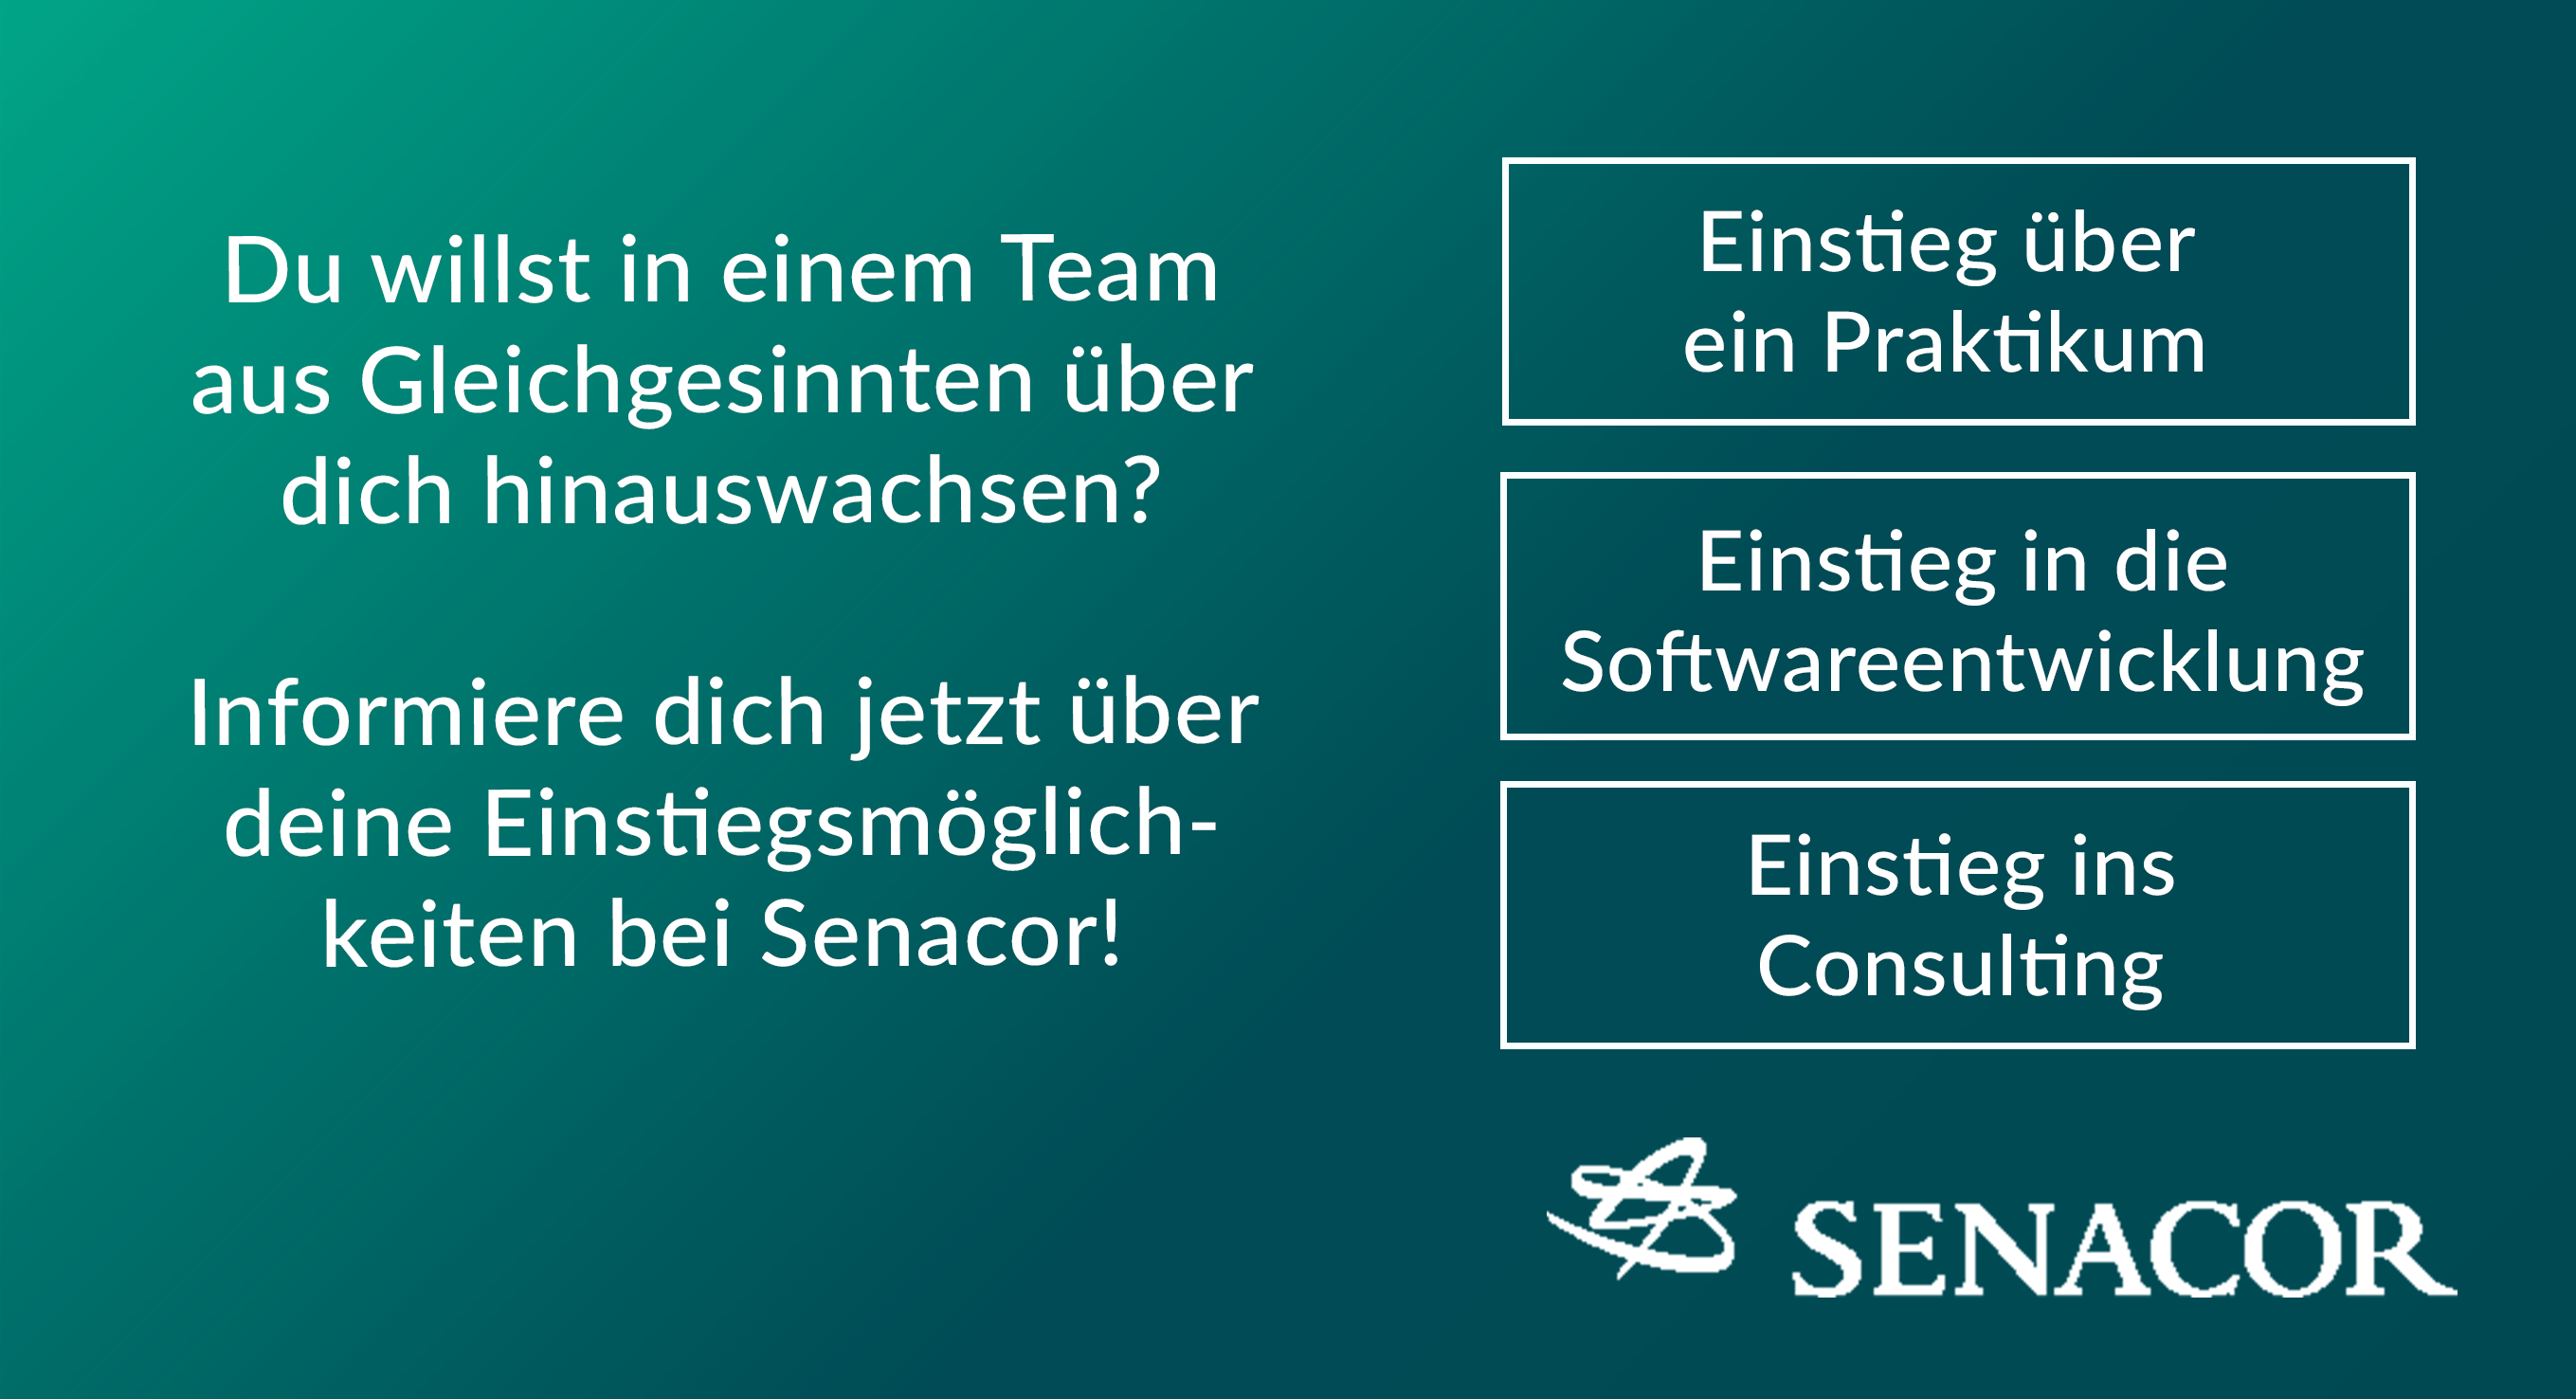 Du willst in einem Team
aus Gleichgesinnten über
dich hinauswachsen?
Informiere dich jetzt über
deine Einstiegsmöglich-
keiten bei Senacor!
Einstieg über
ein Praktikum
Einstieg in die
Softwareentwicklung
Einstieg ins
Consulting
SENACOR